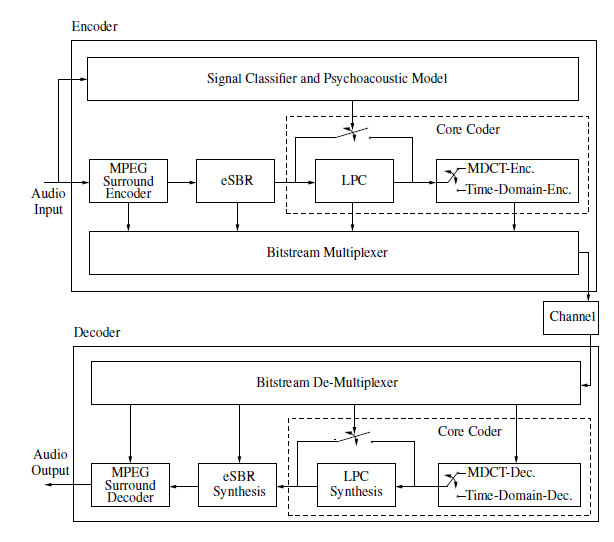 Encoder
Signal Classifier and Psychoacoustic Model
Core Coder
MPEG
Surround
Encoder
eSBR
LPC
MDCT-Enc.
Time-Domain-Enc.
Audio
Input
Bitstream Multiplexer
Channel
Decoder
Bitstream De-Multiplexer
Core Coder
Audio
Output
MPEG
Surround
Decoder
eSBR
Synthesis
LPC
Synthesis
MDCT-Dec.
Time-Domain-Dec.